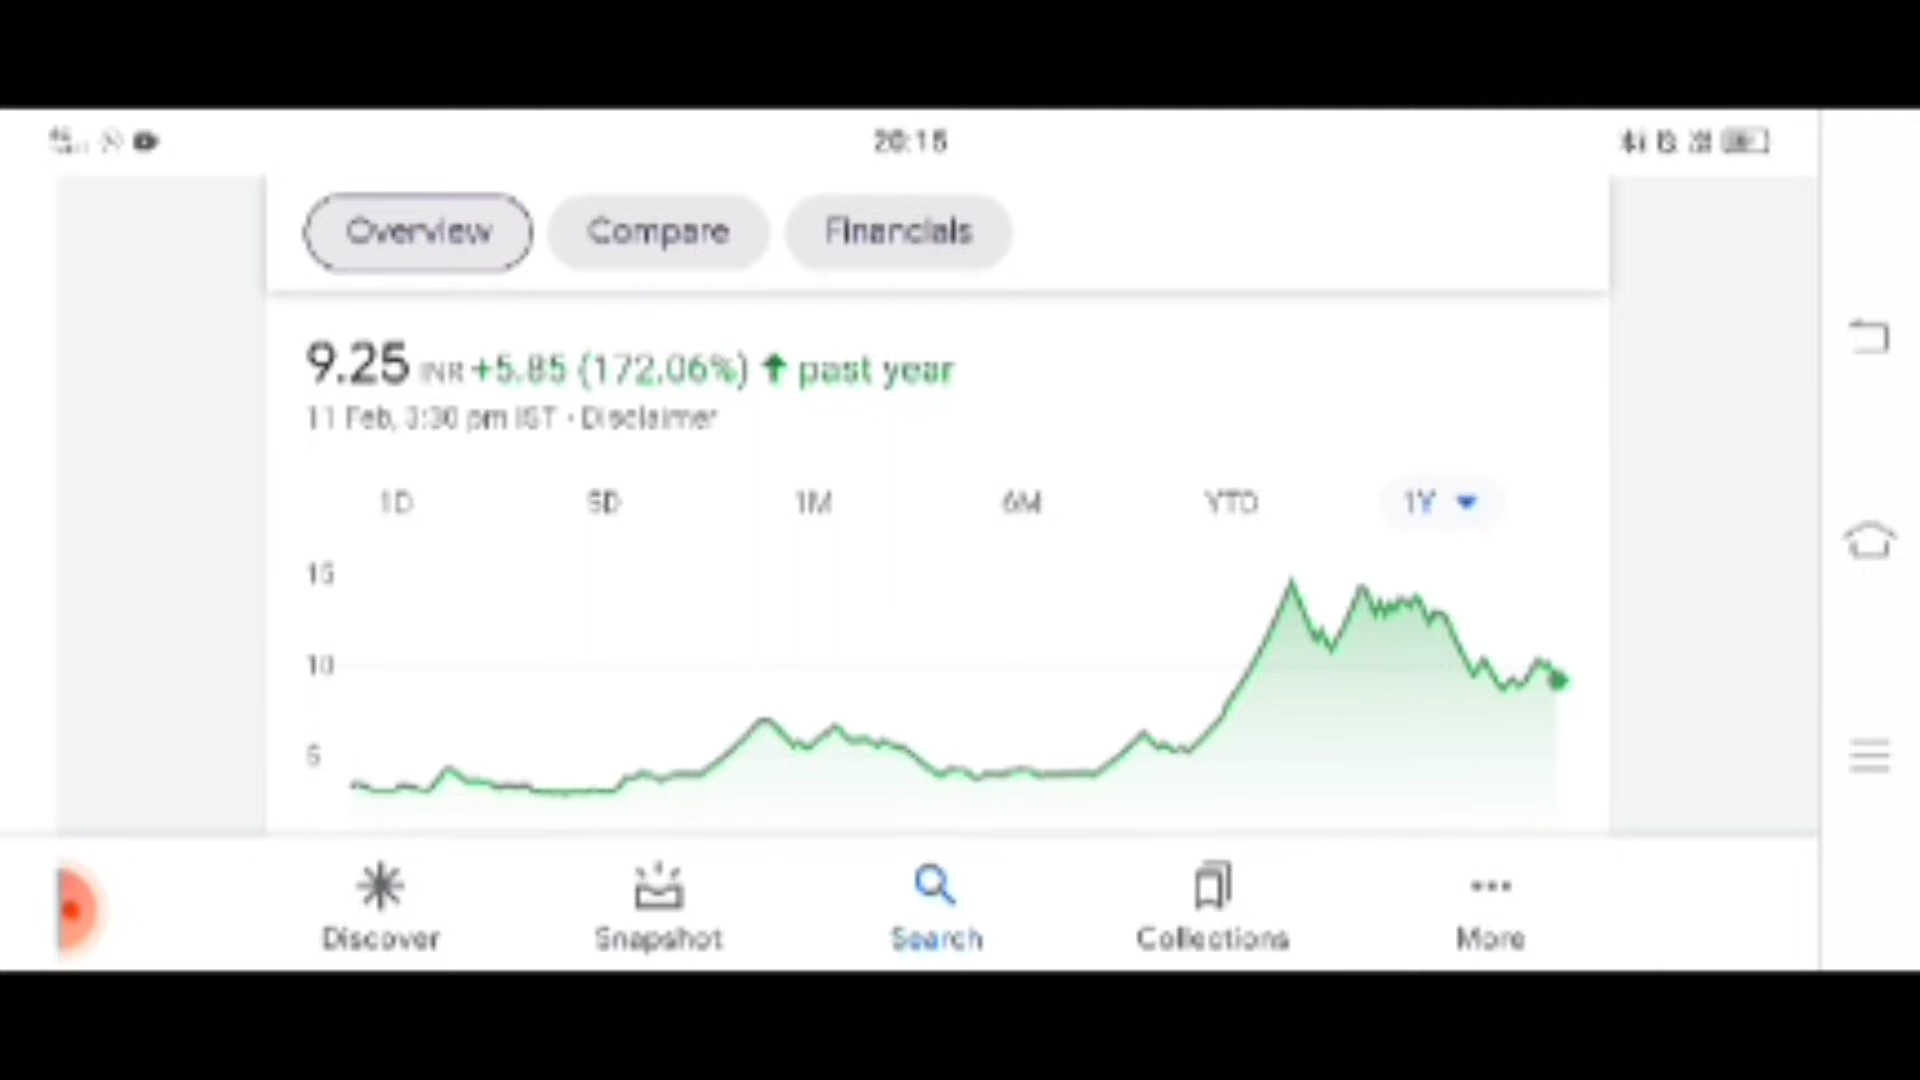 20:15
Overview Compare Financials
9.25 INR +5.85 (172.06%) ↑ past year
11 Feb, 3:30 pm IST · Disclaimer
1D 5D 1M 6M YTD 1Y
15
10
5
Discover Snapshot Search Collections More